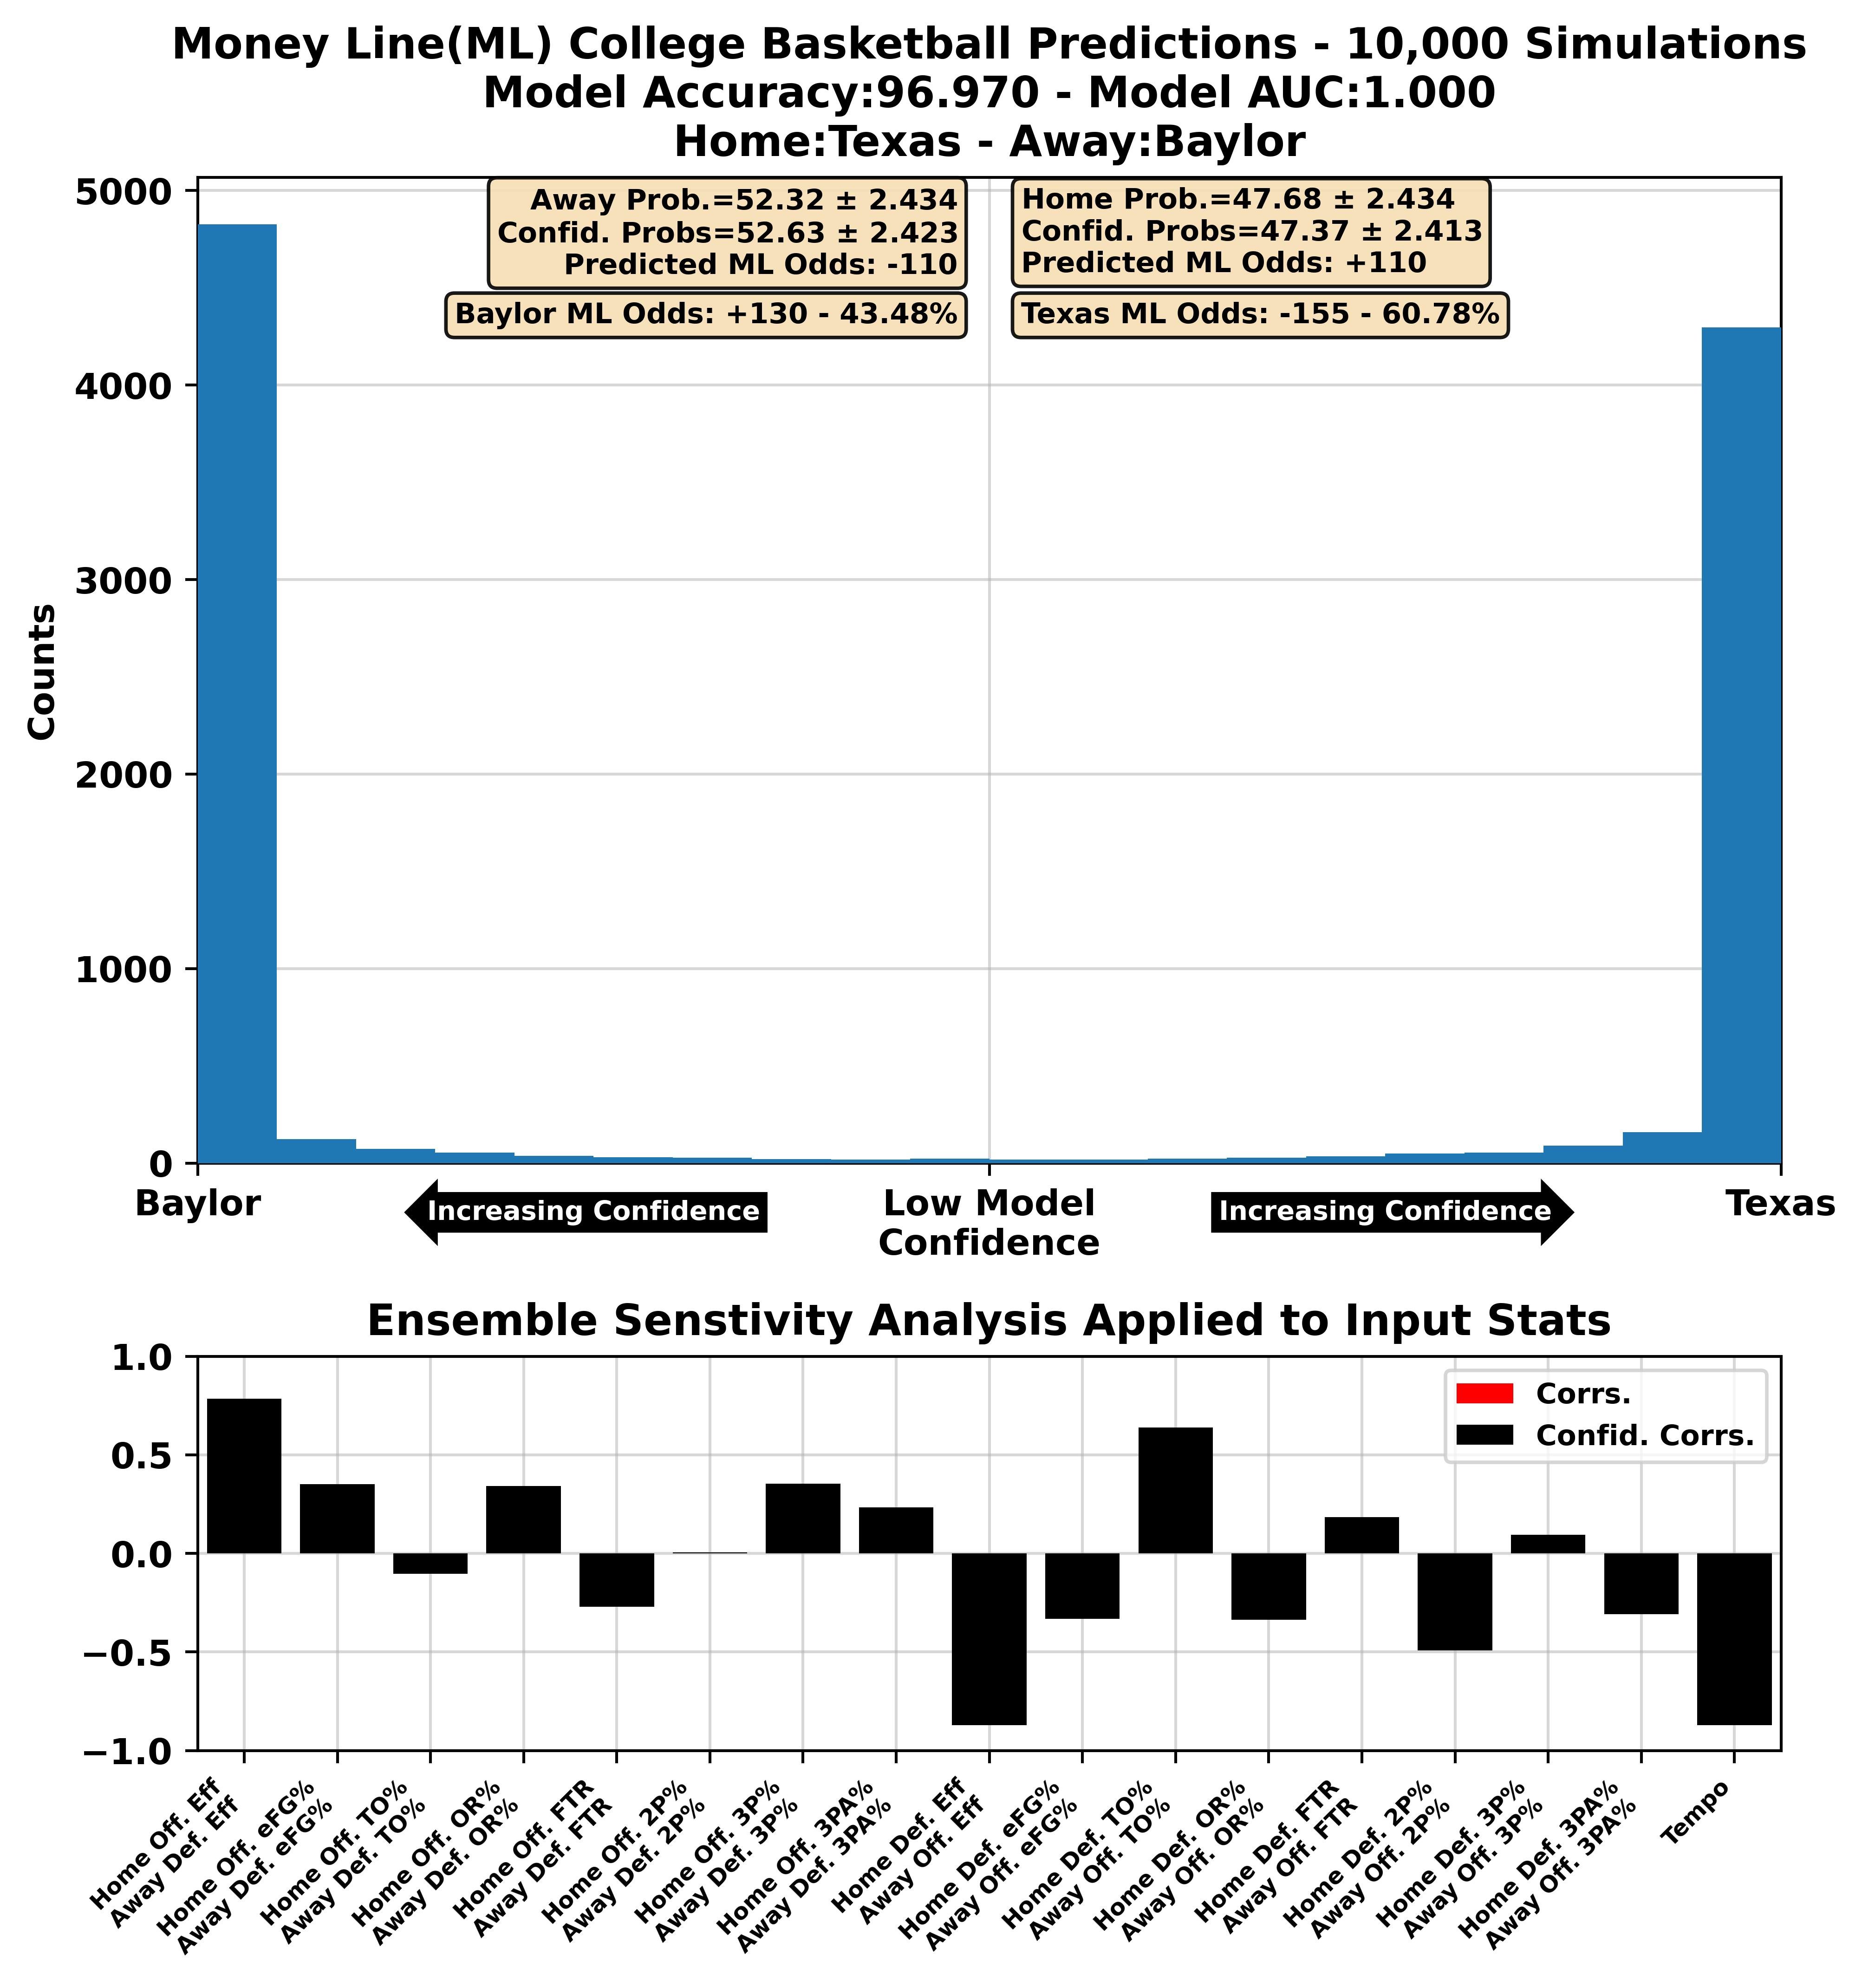 Money Line(ML) College Basketball Predictions - 10,000 Simulations
Model Accuracy:96.970 - Model AUC:1.000
Home:Texas - Away:Baylor
5000
4000
3000
2000
1000
0
Counts
Away Prob.=52.32 ± 2.434
Confid. Probs=52.63 ± 2.423
Predicted ML Odds: -110
Baylor ML Odds: +130 - 43.48%
Home Prob.=47.68 ± 2.434
Confid. Probs=47.37 ± 2.413
Predicted ML Odds: +110
Texas ML Odds: -155 - 60.78%
Baylor
Increasing Confidence
Low Model
Confidence
Increasing Confidence
Texas
Ensemble Senstivity Analysis Applied to Input Stats
1.0
0.5
0.0
−0.5
−1.0
Corrs.
Confid. Corrs.
Home Off. Eff
Away Def. Eff
Home Off. eFG%
Away Def. eFG%
Home Off. TO%
Away Def. TO%
Home Off. OR%
Away Def. OR%
Home Off. FTR
Away Def. FTR
Home Off. 2P%
Away Def. 2P%
Home Off. 3P%
Away Def. 3P%
Home Off. 3PA%
Away Def. 3PA%
Home Def. Eff
Away Off. Eff
Home Def. eFG%
Away Off. eFG%
Home Def. TO%
Away Off. TO%
Home Def. OR%
Away Off. OR%
Home Def. FTR
Away Off. FTR
Home Def. 2P%
Away Off. 2P%
Home Def. 3P%
Away Off. 3P%
Home Def. 3PA%
Away Off. 3PA%
Tempo